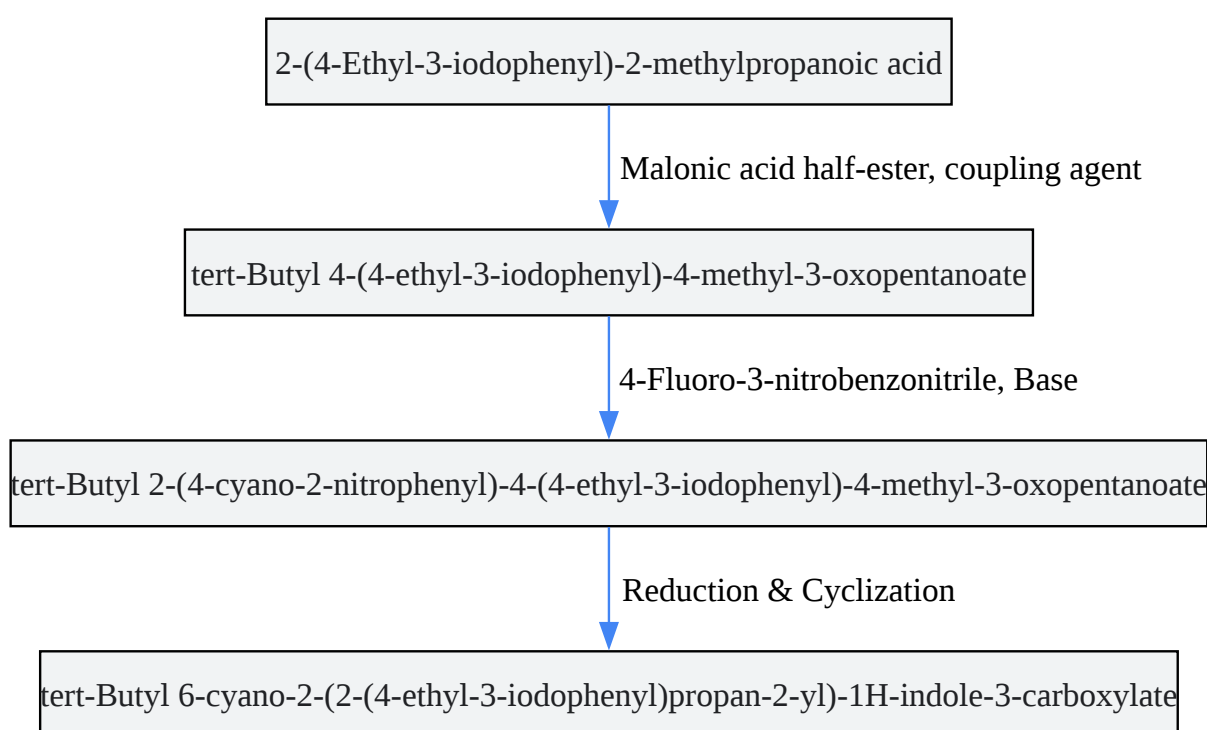 2-(4-Ethyl-3-iodophenyl)-2-methylpropanoic acid
Malonic acid half-ester, coupling agent
tert-Butyl 4-(4-ethyl-3-iodophenyl)-4-methyl-3-oxopentanoate
4-Fluoro-3-nitrobenzonitrile, Base
tert-Butyl 2-(4-cyano-2-nitrophenyl)-4-(4-ethyl-3-iodophenyl)-4-methyl-3-oxopentanoate
Reduction & Cyclization
tert-Butyl 6-cyano-2-(2-(4-ethyl-3-iodophenyl)propan-2-yl)-1H-indole-3-carboxylate